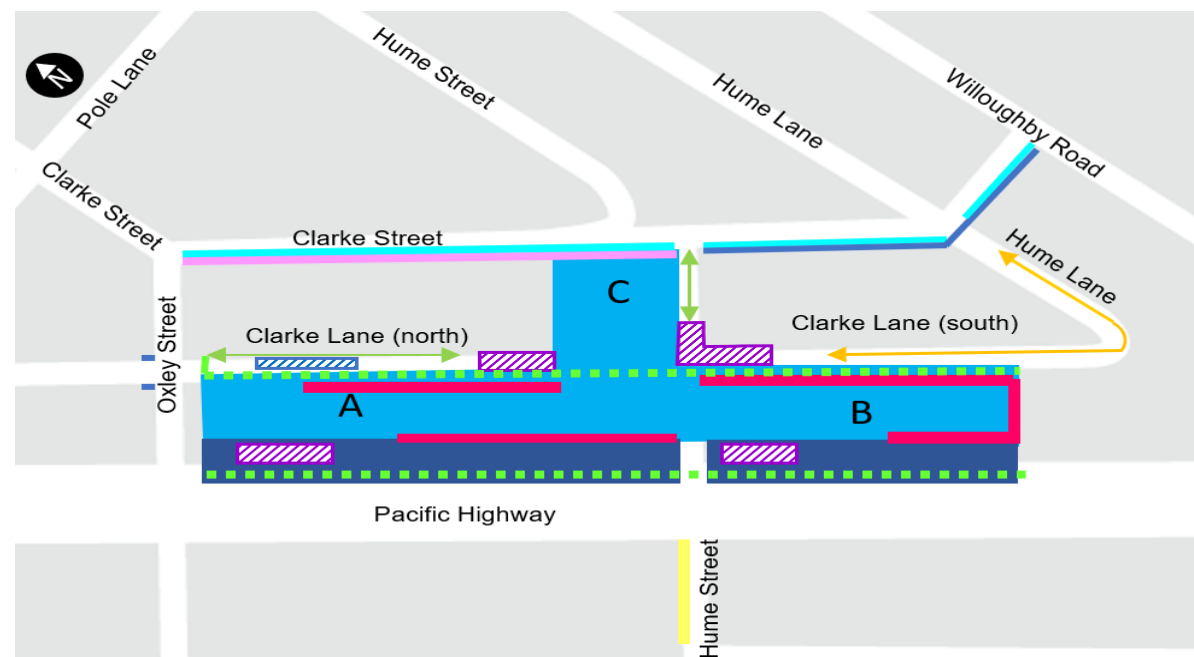 N
Pole Lane
Hume Street
Hume Lane
Willoughby Road
Clarke Street
Clarke Street
Hume Lane
C
Oxley Street
Clarke Lane (north)
Clarke Lane (south)
A
B
Pacific Highway
Hume Street